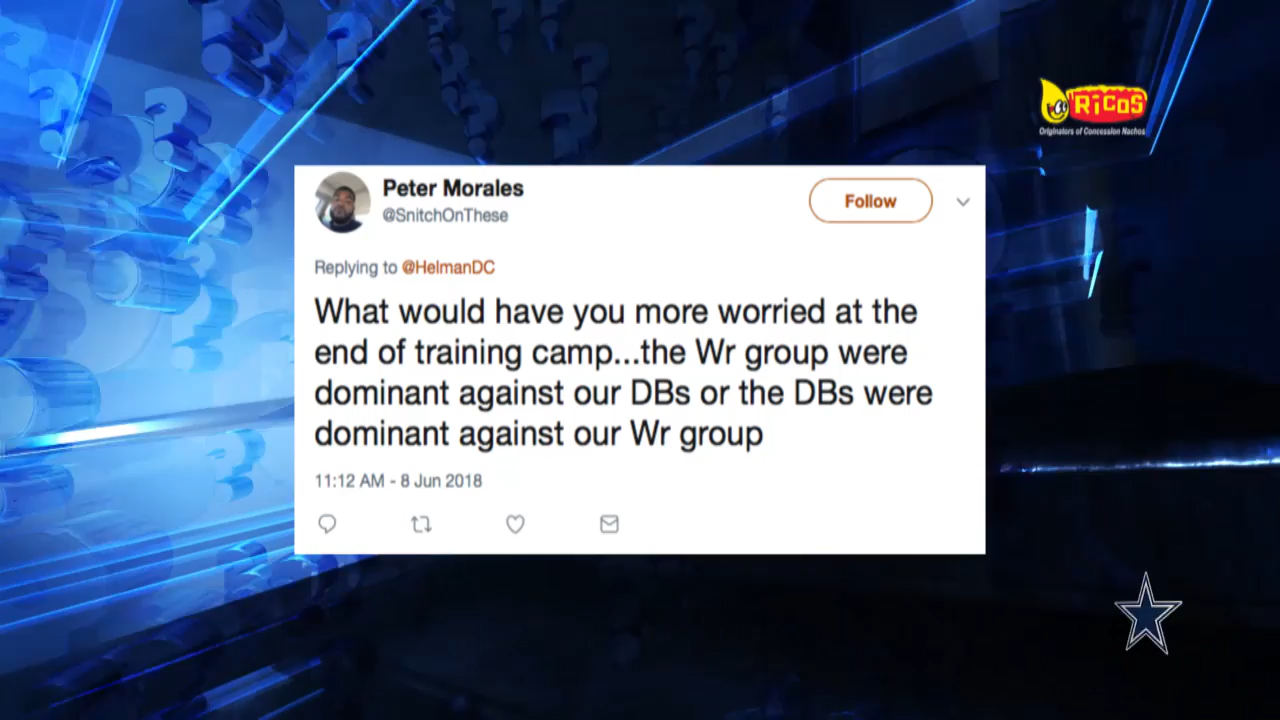 RICOS
Originators of Concession Nachos
Peter Morales
@SnitchOnThese
Follow
Replying to @HelmanDC
What would have you more worried at the
end of training camp...the Wr group were
dominant against our DBs or the DBs were
dominant against our Wr group
11:12 AM - 8 Jun 2018